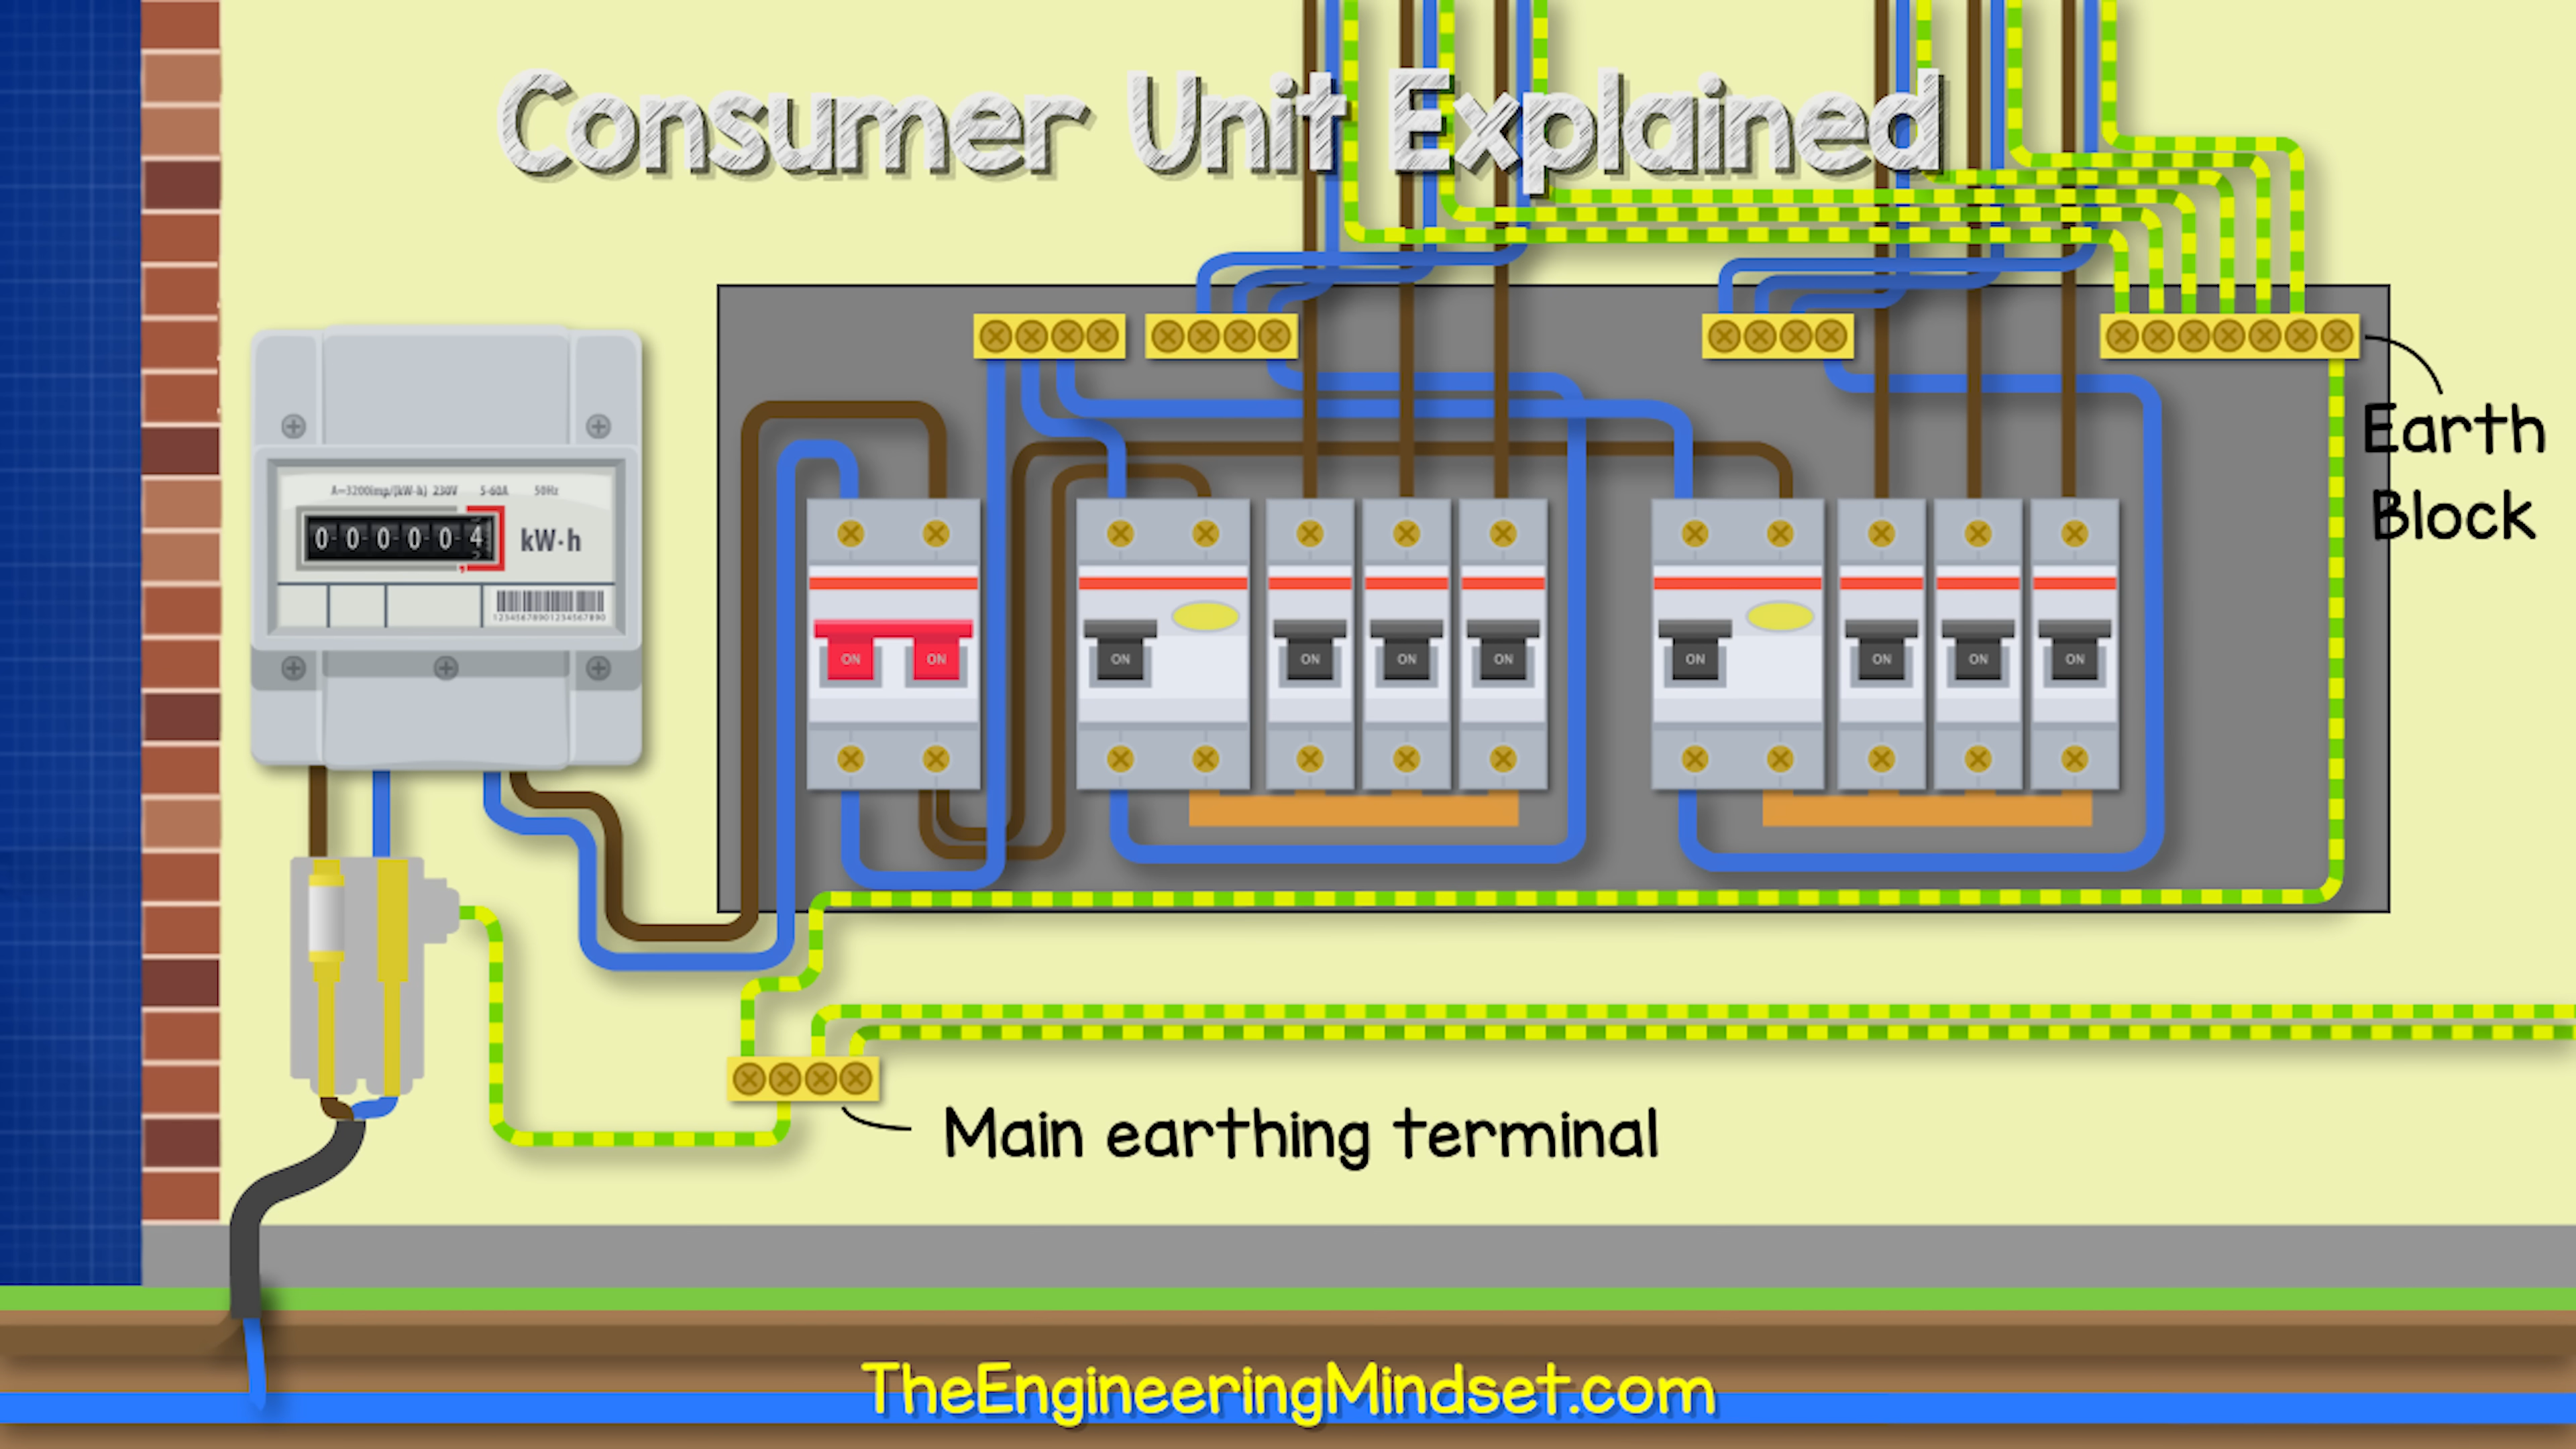 Consumer Unit Explained
Earth
Block
A=3200imp/(kW·h) 230V 5-60A 50Hz
0 0 0 0 0 4
kW·h
12345678901234567890
ON ON ON ON ON ON ON ON ON ON
Main earthing terminal
TheEngineeringMindset.com